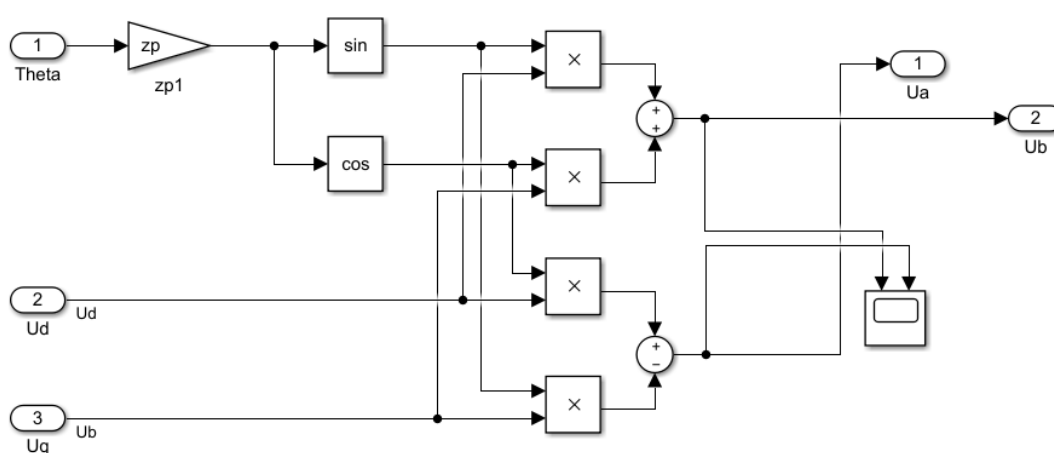 1
Theta
zp
zp1
sin
×
+
+
1
Ua
2
Ub
cos
×
2
Ud
Ud
×
+
−
3
Uq
Ub
×